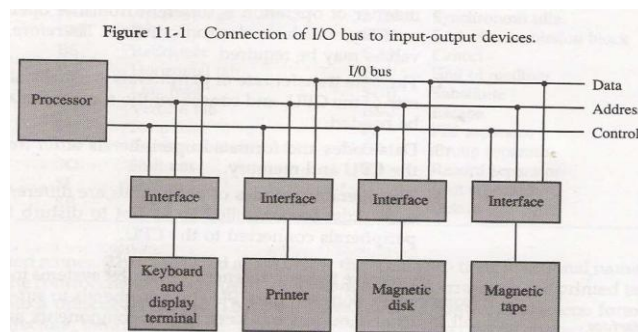 Figure 11-1 Connection of I/O bus to input-output devices.
I/O bus
Processor
Data
Address
Control
Interface Interface Interface Interface
Keyboard
and
display
terminal
Printer
Magnetic
disk
Magnetic
tape